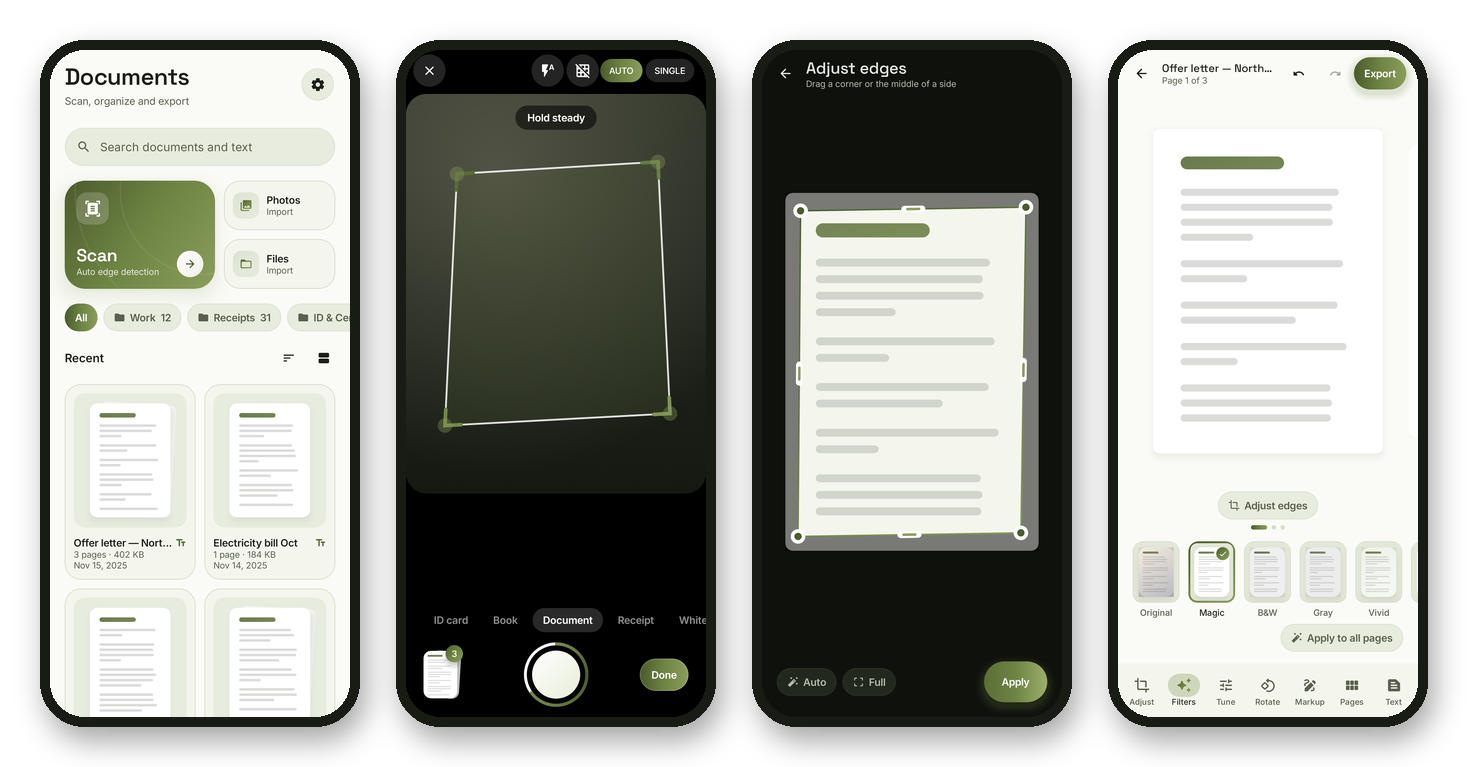 Documents
Scan, organize and export
Search documents and text
Scan
Auto edge detection
Photos
Import
Files
Import
All
Work 12
Receipts 31
ID & Cer
Recent
Offer letter — Nort...
3 pages · 402 KB
Nov 15, 2025
Electricity bill Oct
1 page · 184 KB
Nov 14, 2025
A
AUTO
SINGLE
Hold steady
ID card
Book
Document
Receipt
White
3
Done
Adjust edges
Drag a corner or the middle of a side
Auto
Full
Apply
Offer letter — North...
Page 1 of 3
Export
Adjust edges
Original
Magic
B&W
Gray
Vivid
Apply to all pages
Adjust
Filters
Tune
Rotate
Markup
Pages
Text